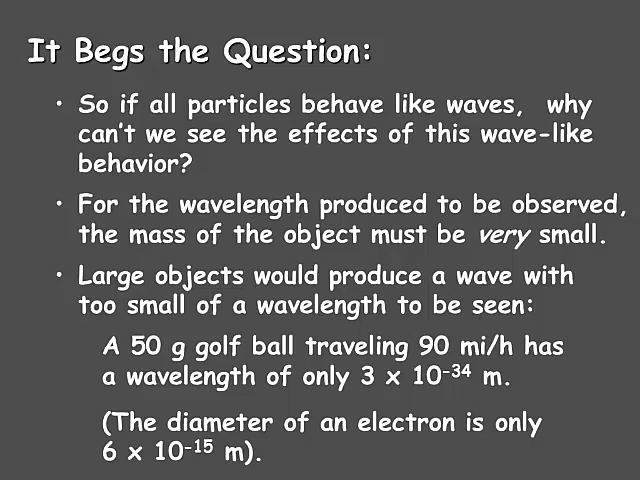 It Begs the Question:
• So if all particles behave like waves, why
can't we see the effects of this wave-like
behavior?
• For the wavelength produced to be observed,
the mass of the object must be very small.
• Large objects would produce a wave with
too small of a wavelength to be seen:
A 50 g golf ball traveling 90 mi/h has
a wavelength of only 3 x 10⁻³⁴ m.
(The diameter of an electron is only
6 x 10⁻¹⁵ m).